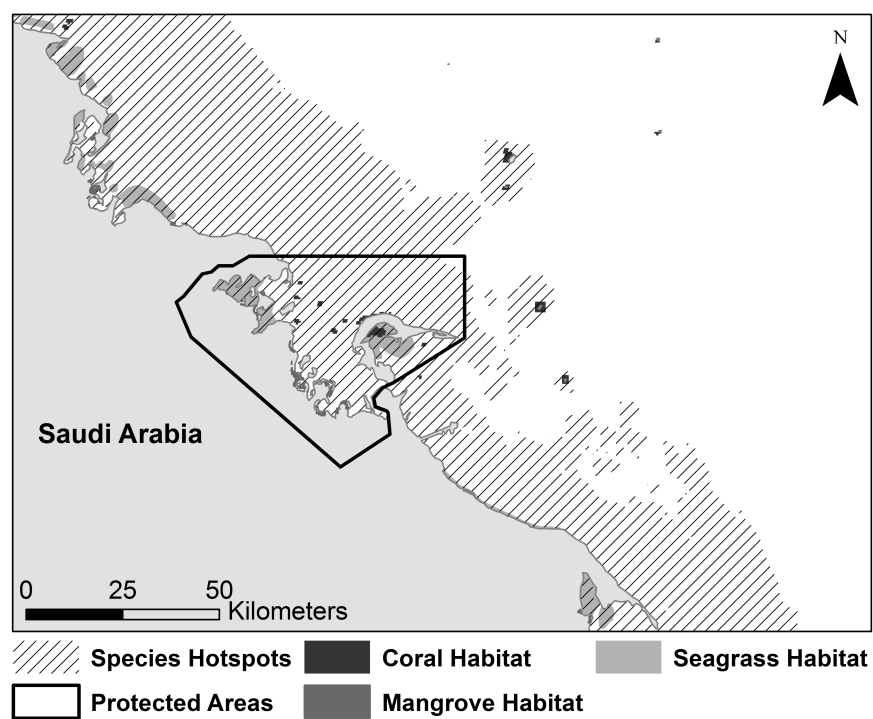 N
Saudi Arabia
0 25 50
Kilometers
Species Hotspots
Coral Habitat
Seagrass Habitat
Protected Areas
Mangrove Habitat